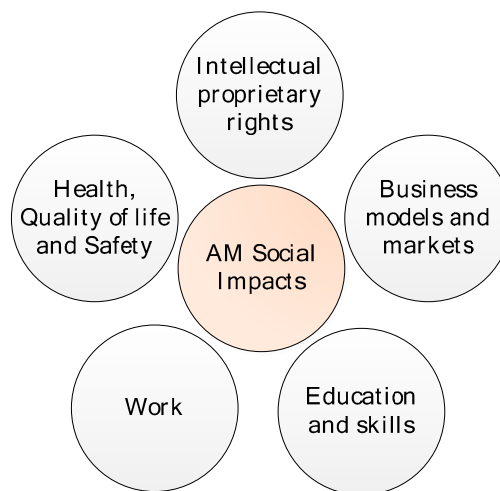 Intellectual
proprietary
rights
Health,
Quality of life
and Safety
Business
models and
markets
AM Social
Impacts
Work
Education
and skills